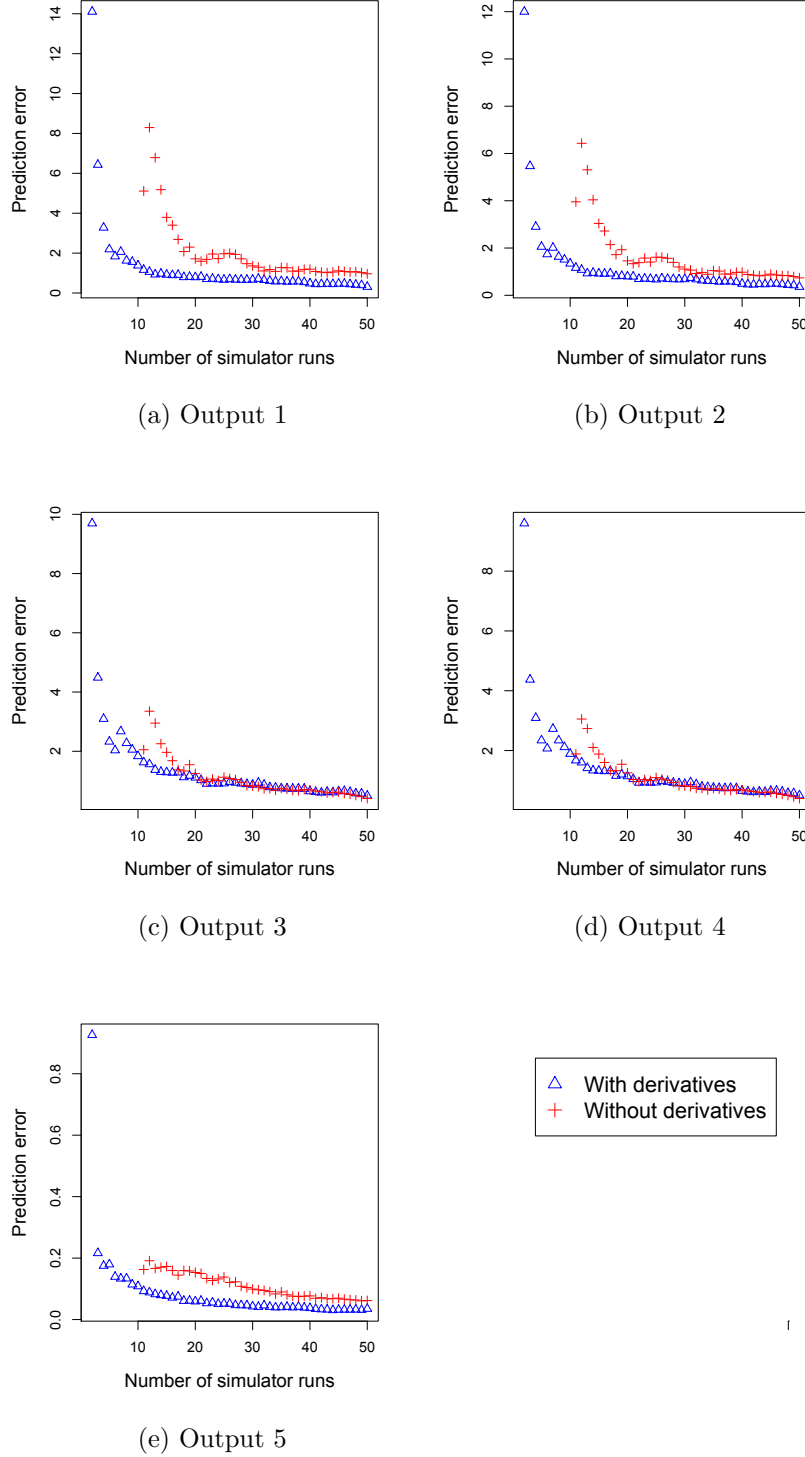 Prediction error
14
12
10
8
6
4
2
0
10 20 30 40 50
Number of simulator runs
(a) Output 1
Prediction error
12
10
8
6
4
2
0
10 20 30 40 50
Number of simulator runs
(b) Output 2
Prediction error
10
8
6
4
2
10 20 30 40 50
Number of simulator runs
(c) Output 3
Prediction error
8
6
4
2
10 20 30 40 50
Number of simulator runs
(d) Output 4
Prediction error
0.8
0.6
0.4
0.2
0.0
10 20 30 40 50
Number of simulator runs
(e) Output 5
With derivatives
Without derivatives